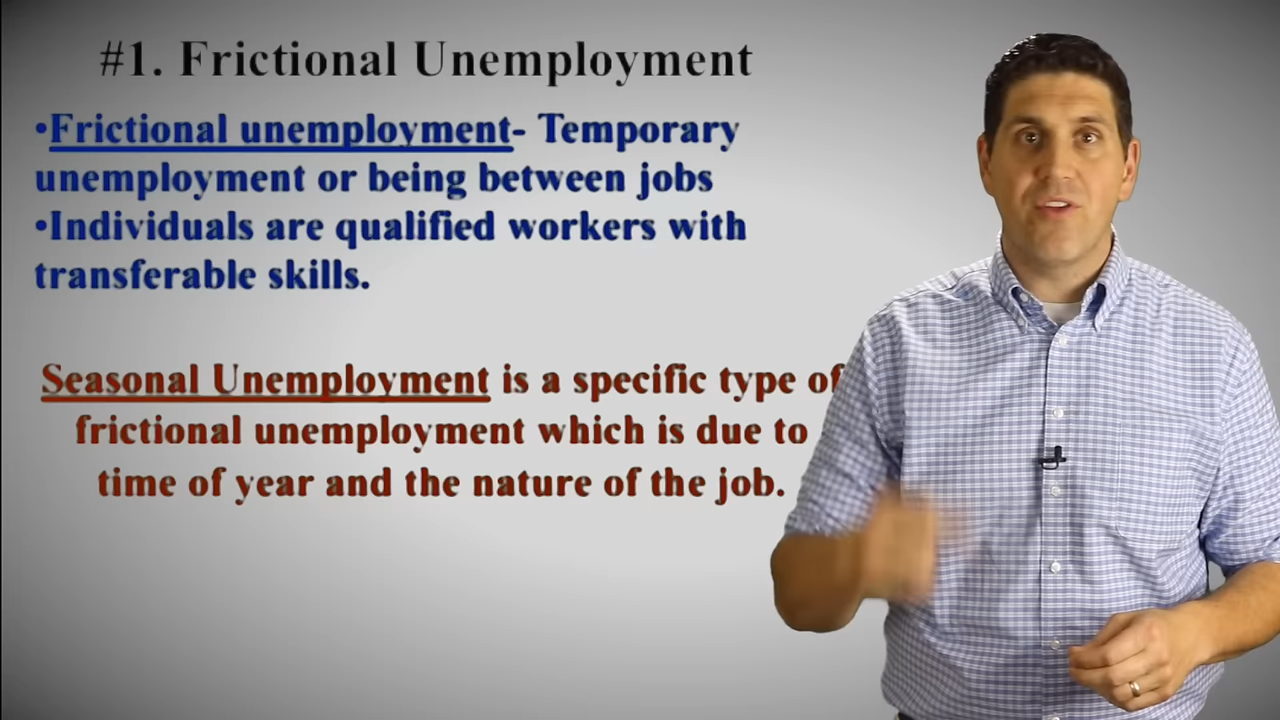 #1. Frictional Unemployment
•Frictional unemployment- Temporary
unemployment or being between jobs
•Individuals are qualified workers with
transferable skills.
Seasonal Unemployment is a specific type of
frictional unemployment which is due to
time of year and the nature of the job.